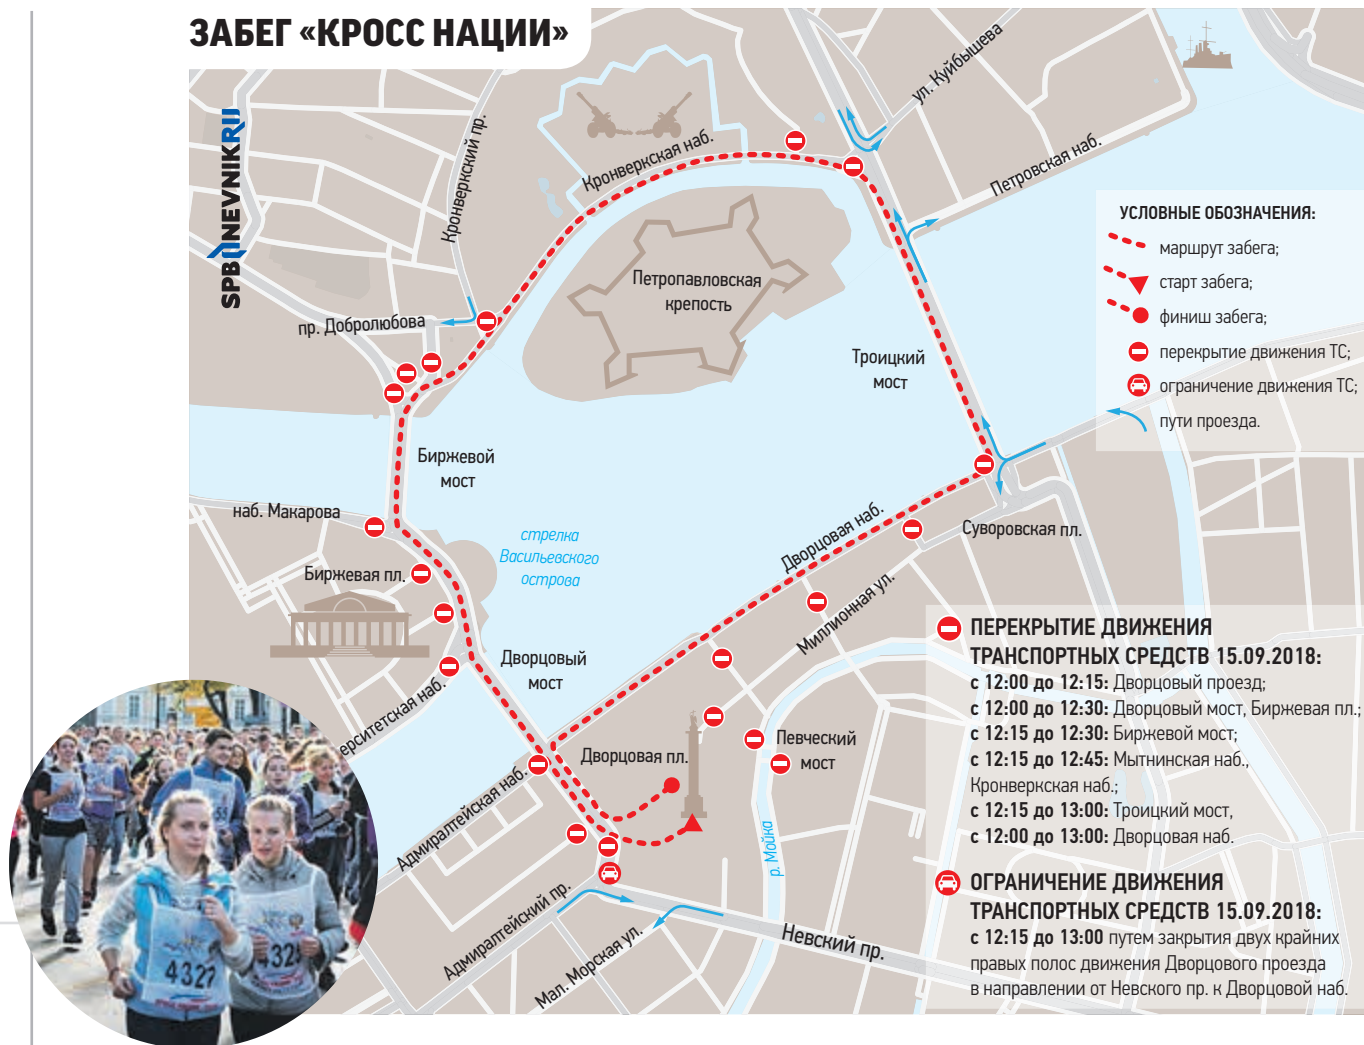 ЗАБЕГ «КРОСС НАЦИИ»
SPBDNEVNIKRU
ул. Куйбышева
Кронверкский пр.
Кронверкская наб.
Петровская наб.
УСЛОВНЫЕ ОБОЗНАЧЕНИЯ:
маршрут забега;
старт забега;
финиш забега;
перекрытие движения ТС;
ограничение движения ТС;
пути проезда.
Петропавловская
крепость
пр. Добролюбова
Троицкий
мост
Биржевой
мост
наб. Макарова
стрелка
Васильевского
острова
Дворцовая наб.
Суворовская пл.
Биржевая пл.
Миллионная ул.
Дворцовый
мост
ерситетская наб.
Дворцовая пл.
Певческий
мост
Адмиралтейская наб.
р. Мойка
Адмиралтейский пр.
Мал. Морская ул.
Невский пр.
ПЕРЕКРЫТИЕ ДВИЖЕНИЯ
ТРАНСПОРТНЫХ СРЕДСТВ 15.09.2018:
с 12:00 до 12:15: Дворцовый проезд;
с 12:00 до 12:30: Дворцовый мост, Биржевая пл.;
с 12:15 до 12:30: Биржевой мост;
с 12:15 до 12:45: Мытнинская наб.,
Кронверкская наб.;
с 12:15 до 13:00: Троицкий мост,
с 12:00 до 13:00: Дворцовая наб.
ОГРАНИЧЕНИЕ ДВИЖЕНИЯ
ТРАНСПОРТНЫХ СРЕДСТВ 15.09.2018:
с 12:15 до 13:00 путем закрытия двух крайних
правых полос движения Дворцового проезда
в направлении от Невского пр. к Дворцовой наб.
4327